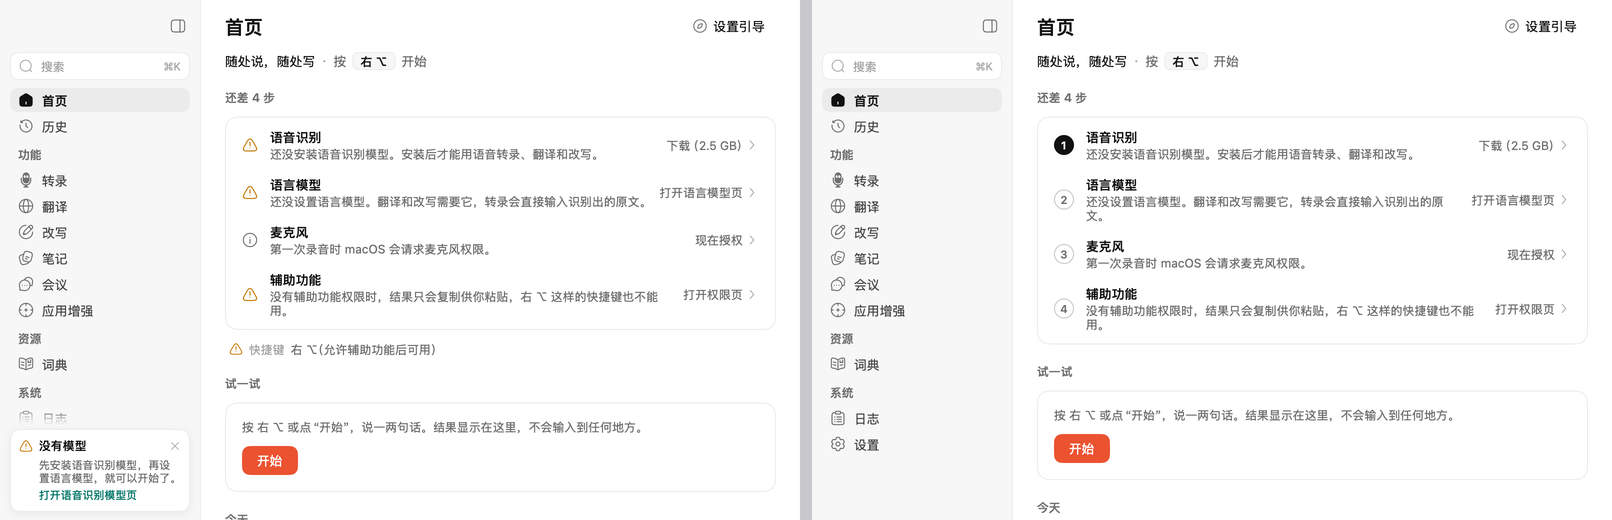 搜索 ⌘K
首页
历史
功能
转录
翻译
改写
笔记
会议
应用增强
资源
词典
系统
日志
没有模型
先安装语音识别模型，再设
置语言模型，就可以开始了。
打开语音识别模型页
首页
设置引导
随处说，随处写 · 按 右 ⌥ 开始
还差 4 步
语音识别
还没安装语音识别模型。安装后才能用语音转录、翻译和改写。
下载 (2.5 GB)
语言模型
还没设置语言模型。翻译和改写需要它，转录会直接输入识别出的原文。
打开语言模型页
麦克风
第一次录音时 macOS 会请求麦克风权限。
现在授权
辅助功能
没有辅助功能权限时，结果只会复制供你粘贴，右 ⌥ 这样的快捷键也不能
用。
打开权限页
快捷键 右 ⌥(允许辅助功能后可用)
试一试
按 右 ⌥ 或点“开始”，说一两句话。结果显示在这里，不会输入到任何地方。
开始
今天
搜索 ⌘K
首页
历史
功能
转录
翻译
改写
笔记
会议
应用增强
资源
词典
系统
日志
设置
首页
设置引导
随处说，随处写 · 按 右 ⌥ 开始
还差 4 步
1 语音识别
还没安装语音识别模型。安装后才能用语音转录、翻译和改写。
下载 (2.5 GB)
2 语言模型
还没设置语言模型。翻译和改写需要它，转录会直接输入识别出的原
文。
打开语言模型页
3 麦克风
第一次录音时 macOS 会请求麦克风权限。
现在授权
4 辅助功能
没有辅助功能权限时，结果只会复制供你粘贴，右 ⌥ 这样的快捷键也不能
用。
打开权限页
试一试
按 右 ⌥ 或点“开始”，说一两句话。结果显示在这里，不会输入到任何地方。
开始
今天